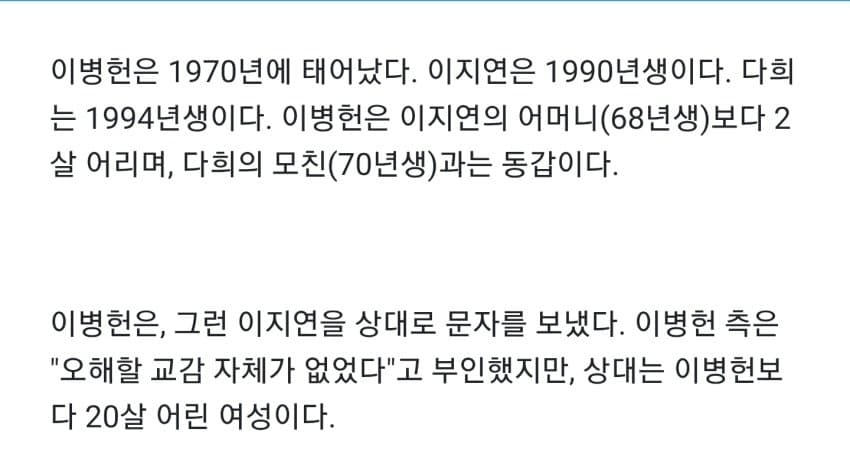 이병헌은 1970년에 태어났다. 이지연은 1990년생이다. 다희
는 1994년생이다. 이병헌은 이지연의 어머니(68년생)보다 2
살 어리며, 다희의 모친(70년생)과는 동갑이다.
이병헌은, 그런 이지연을 상대로 문자를 보냈다. 이병헌 측은
"오해할 교감 자체가 없었다"고 부인했지만, 상대는 이병헌보
다 20살 어린 여성이다.